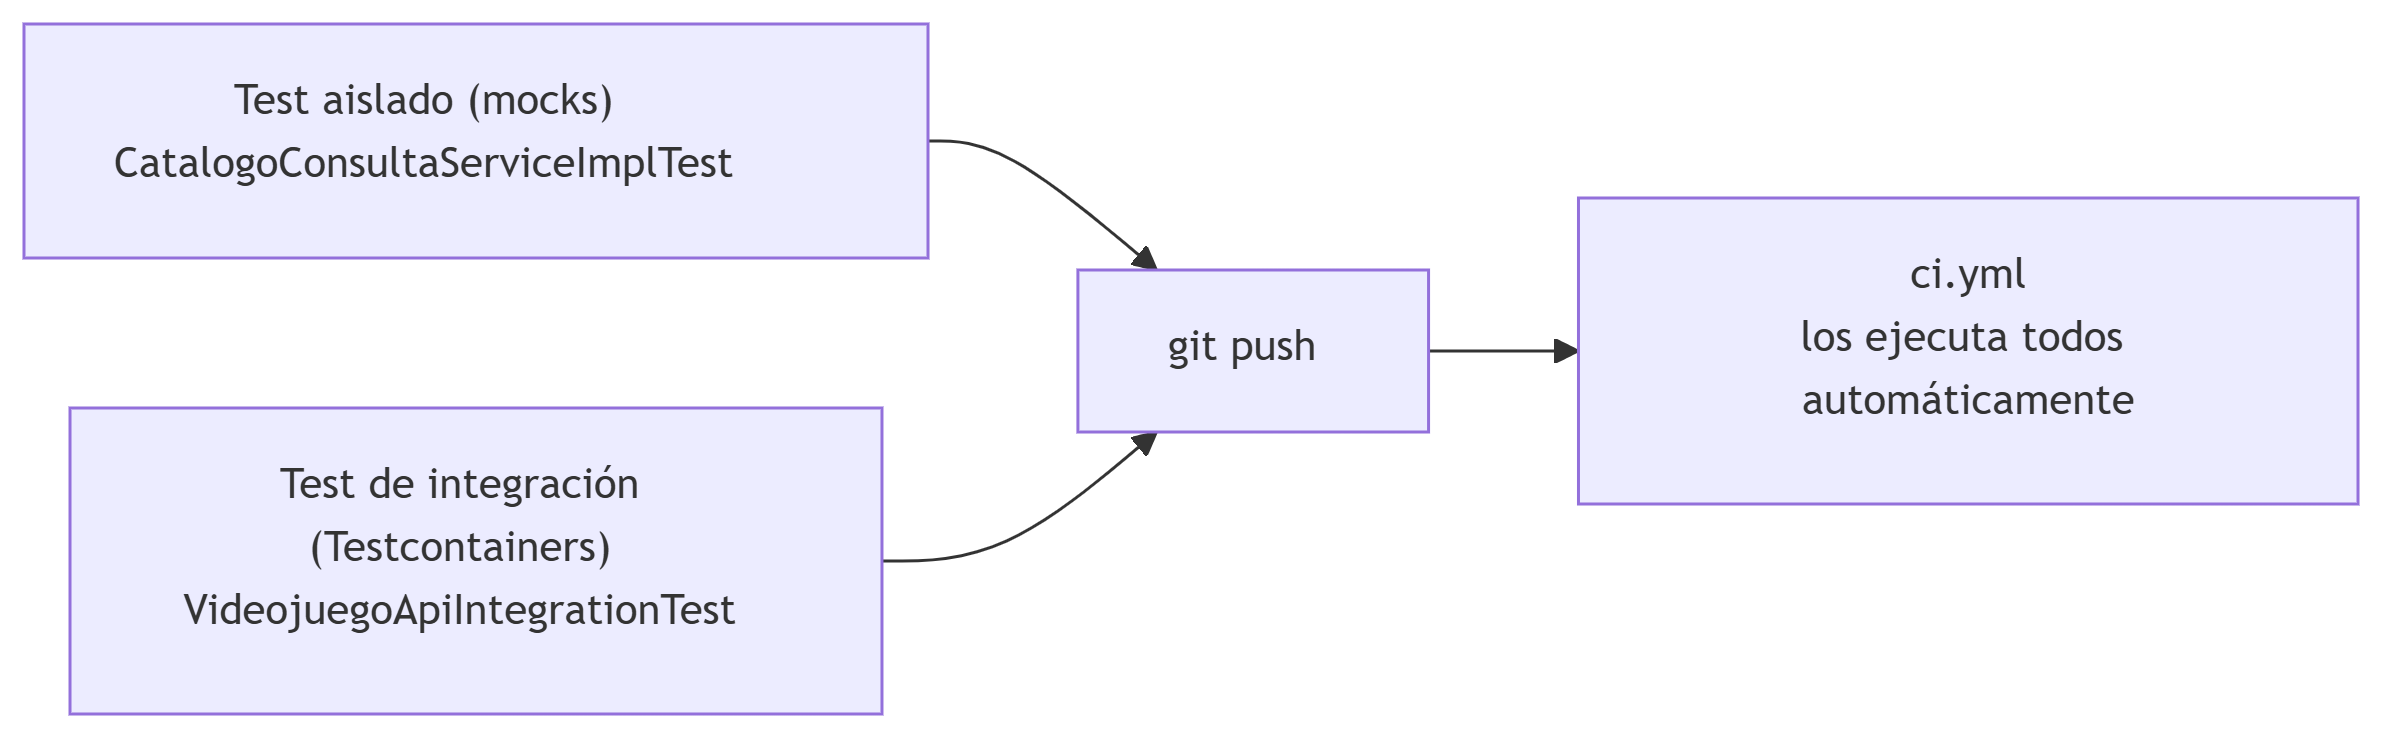 Test aislado (mocks)
CatalogoConsultaServiceImplTest
Test de integración
(Testcontainers)
VideojuegoApiIntegrationTest
git push
ci.yml
los ejecuta todos
automáticamente